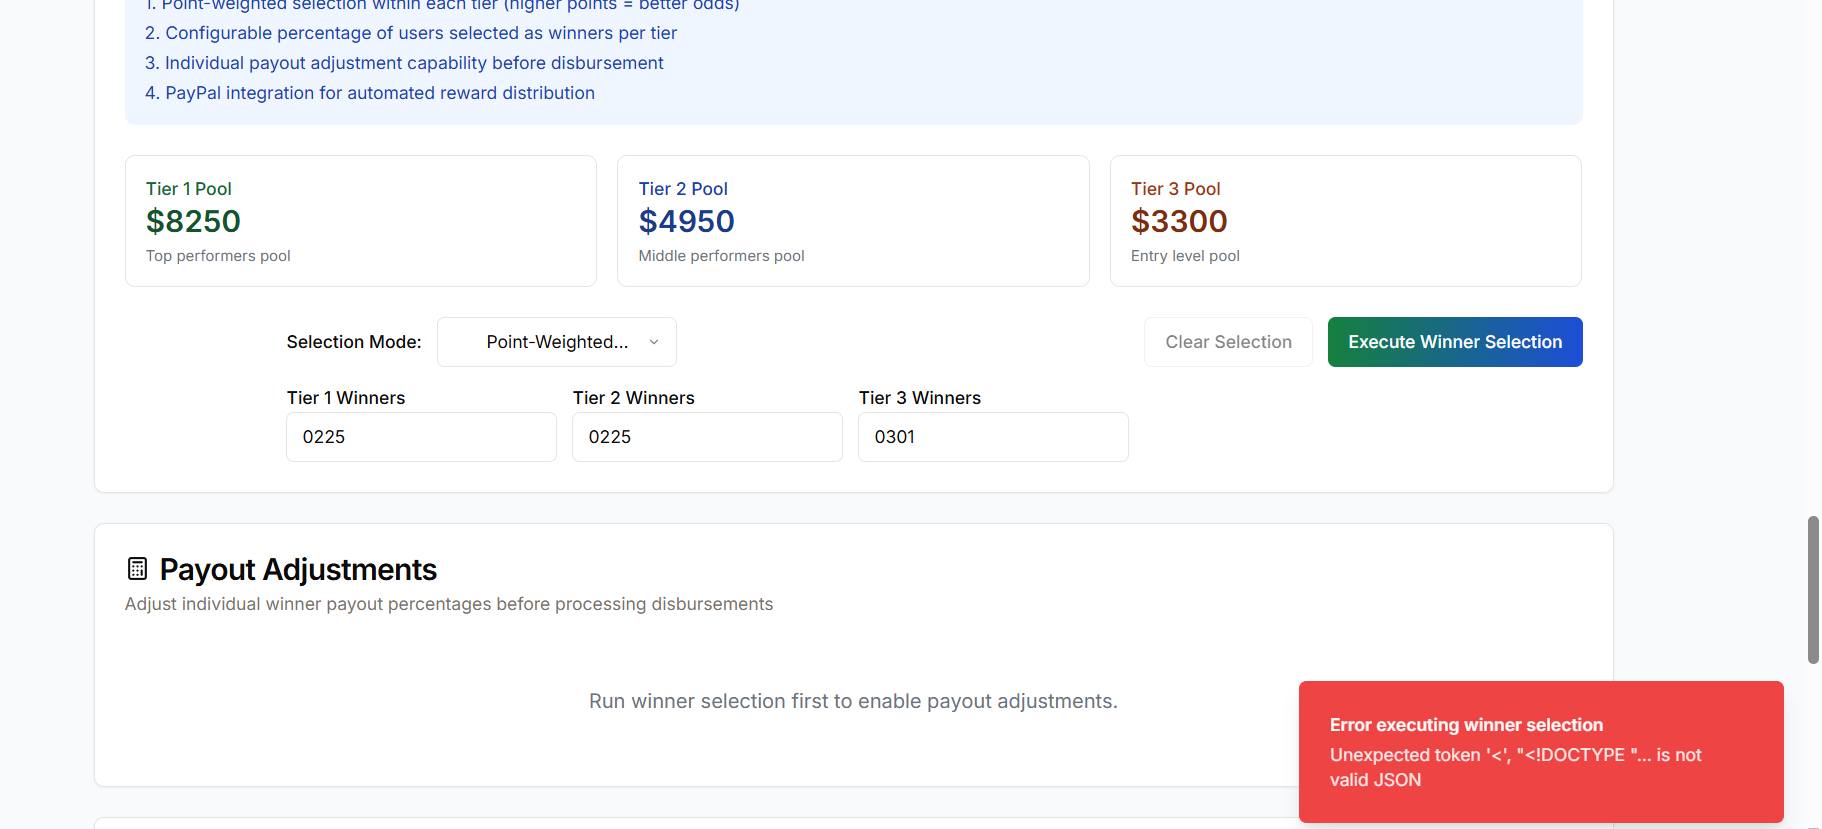 1. Point-weighted selection within each tier (higher points = better odds)
2. Configurable percentage of users selected as winners per tier
3. Individual payout adjustment capability before disbursement
4. PayPal integration for automated reward distribution
Tier 1 Pool
$8250
Top performers pool
Tier 2 Pool
$4950
Middle performers pool
Tier 3 Pool
$3300
Entry level pool
Selection Mode:
Point-Weighted...
Clear Selection
Execute Winner Selection
Tier 1 Winners
0225
Tier 2 Winners
0225
Tier 3 Winners
0301
Payout Adjustments
Adjust individual winner payout percentages before processing disbursements
Run winner selection first to enable payout adjustments.
Error executing winner selection
Unexpected token '<', "<!DOCTYPE "... is not
valid JSON